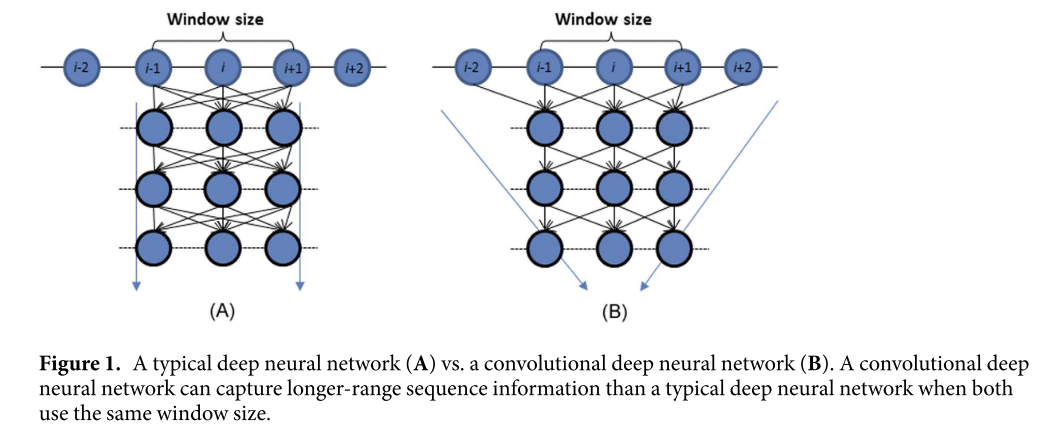 Window size
Window size
i-2 i-1 i i+1 i+2
i-2 i-1 i i+1 i+2
(A)
(B)
Figure 1. A typical deep neural network (A) vs. a convolutional deep neural network (B). A convolutional deep
neural network can capture longer-range sequence information than a typical deep neural network when both
use the same window size.